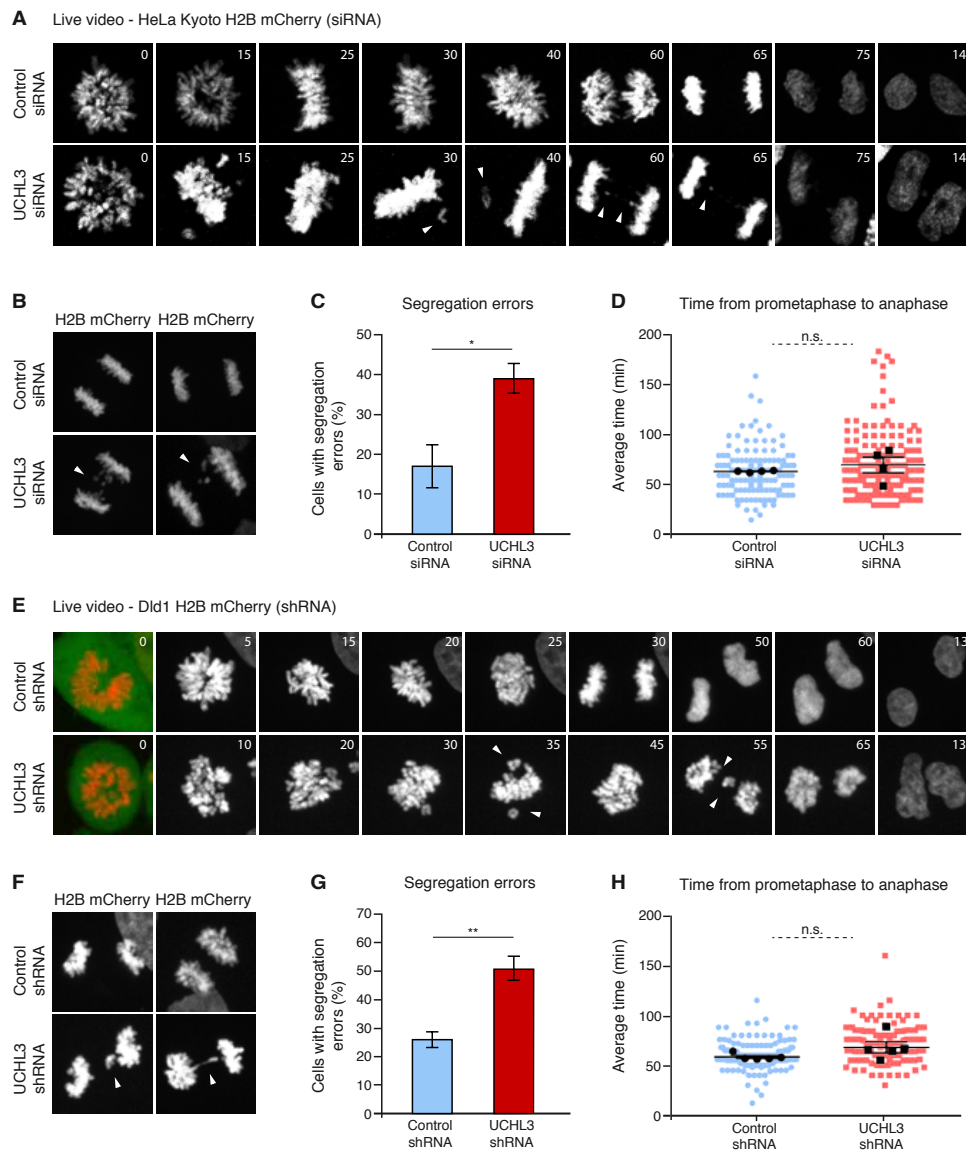 A Live video - HeLa Kyoto H2B mCherry (siRNA)
Control siRNA
0 15 25 30 40 60 65 75 14
UCHL3 siRNA
0 15 25 30 40 60 65 75 14
B
H2B mCherry H2B mCherry
Control siRNA
UCHL3 siRNA
C
Segregation errors
Cells with segregation
errors (%)
50
40
30
20
10
0
*
Control
siRNA
UCHL3
siRNA
D
Time from prometaphase to anaphase
Average time (min)
200
150
100
50
0
n.s.
Control
siRNA
UCHL3
siRNA
E Live video - Dld1 H2B mCherry (shRNA)
Control shRNA
0 5 15 20 25 30 50 60 13
UCHL3 shRNA
0 10 20 30 35 45 55 65 13
F
H2B mCherry H2B mCherry
Control shRNA
UCHL3 shRNA
G
Segregation errors
Cells with segregation
errors (%)
70
60
50
40
30
20
10
0
**
Control
shRNA
UCHL3
shRNA
H
Time from prometaphase to anaphase
Average time (min)
200
150
100
50
0
n.s.
Control
shRNA
UCHL3
shRNA